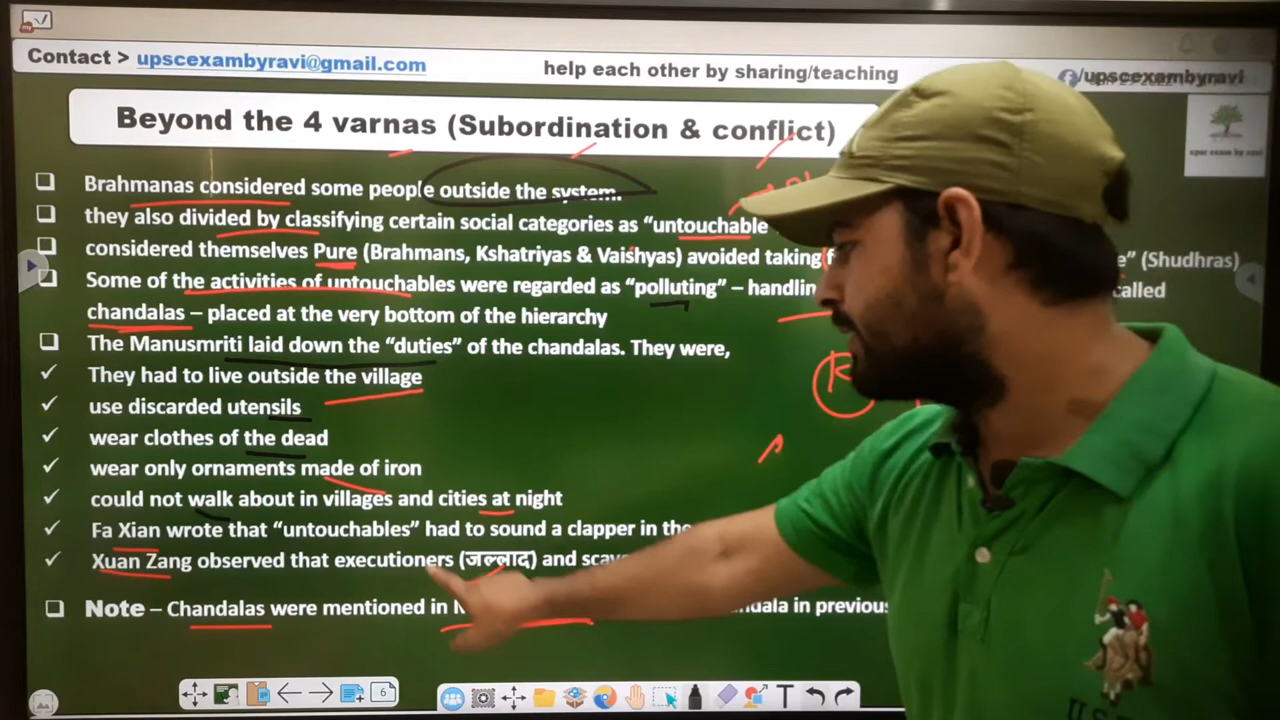 Contact > upscexambyravi@gmail.com
help each other by sharing/teaching
/upscexambyravi
upsc exam by ravi
Beyond the 4 varnas (Subordination & conflict)
Brahmanas considered some people outside the system.
they also divided by classifying certain social categories as “untouchable
considered themselves Pure (Brahmans, Kshatriyas & Vaishyas) avoided taking e” (Shudhras)
Some of the activities of untouchables were regarded as “polluting” – handlin called
chandalas – placed at the very bottom of the hierarchy
The Manusmriti laid down the “duties” of the chandalas. They were,
They had to live outside the village
use discarded utensils
wear clothes of the dead
wear only ornaments made of iron
could not walk about in villages and cities at night
Fa Xian wrote that “untouchables” had to sound a clapper in the
Xuan Zang observed that executioners (जल्लाद) and scav
Note – Chandalas were mentioned in ndala in previous
6
T